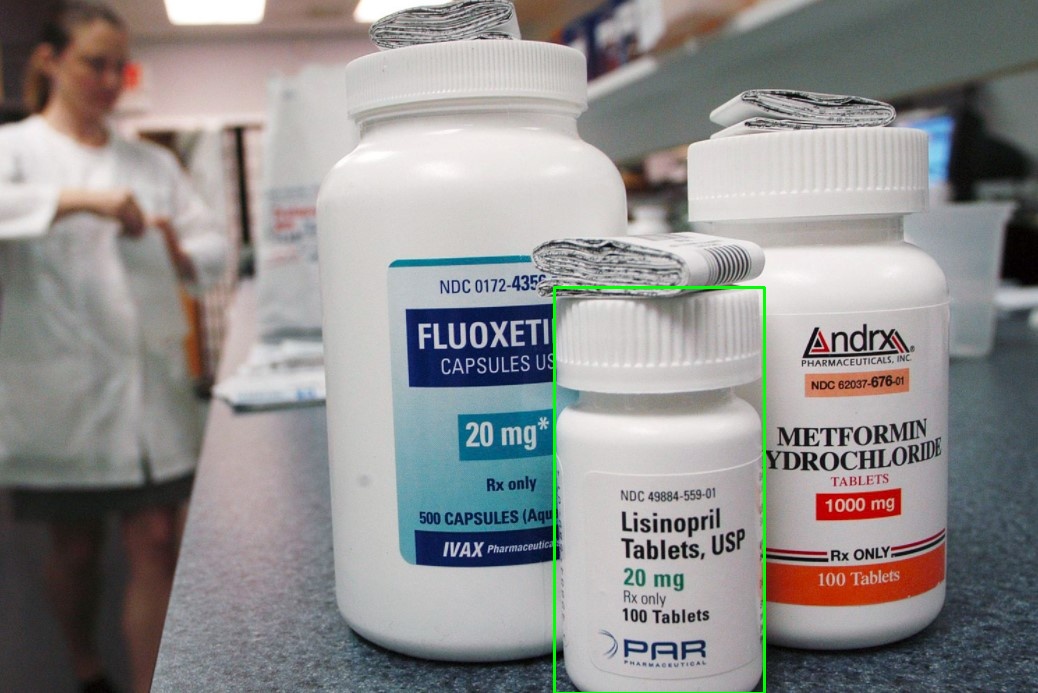 NDC 0172-4356
FLUOXETI
CAPSULES US
20 mg*
Rx only
500 CAPSULES (Aqu
IVAX Pharmaceutica
NDC 49884-559-01
Lisinopril
Tablets, USP
20 mg
Rx only
100 Tablets
PAR
PHARMACEUTICAL
Andrx®
PHARMACEUTICALS, INC.
NDC 62037-676-01
METFORMIN
YDROCHLORIDE
TABLETS
1000 mg
Rx ONLY
100 Tablets